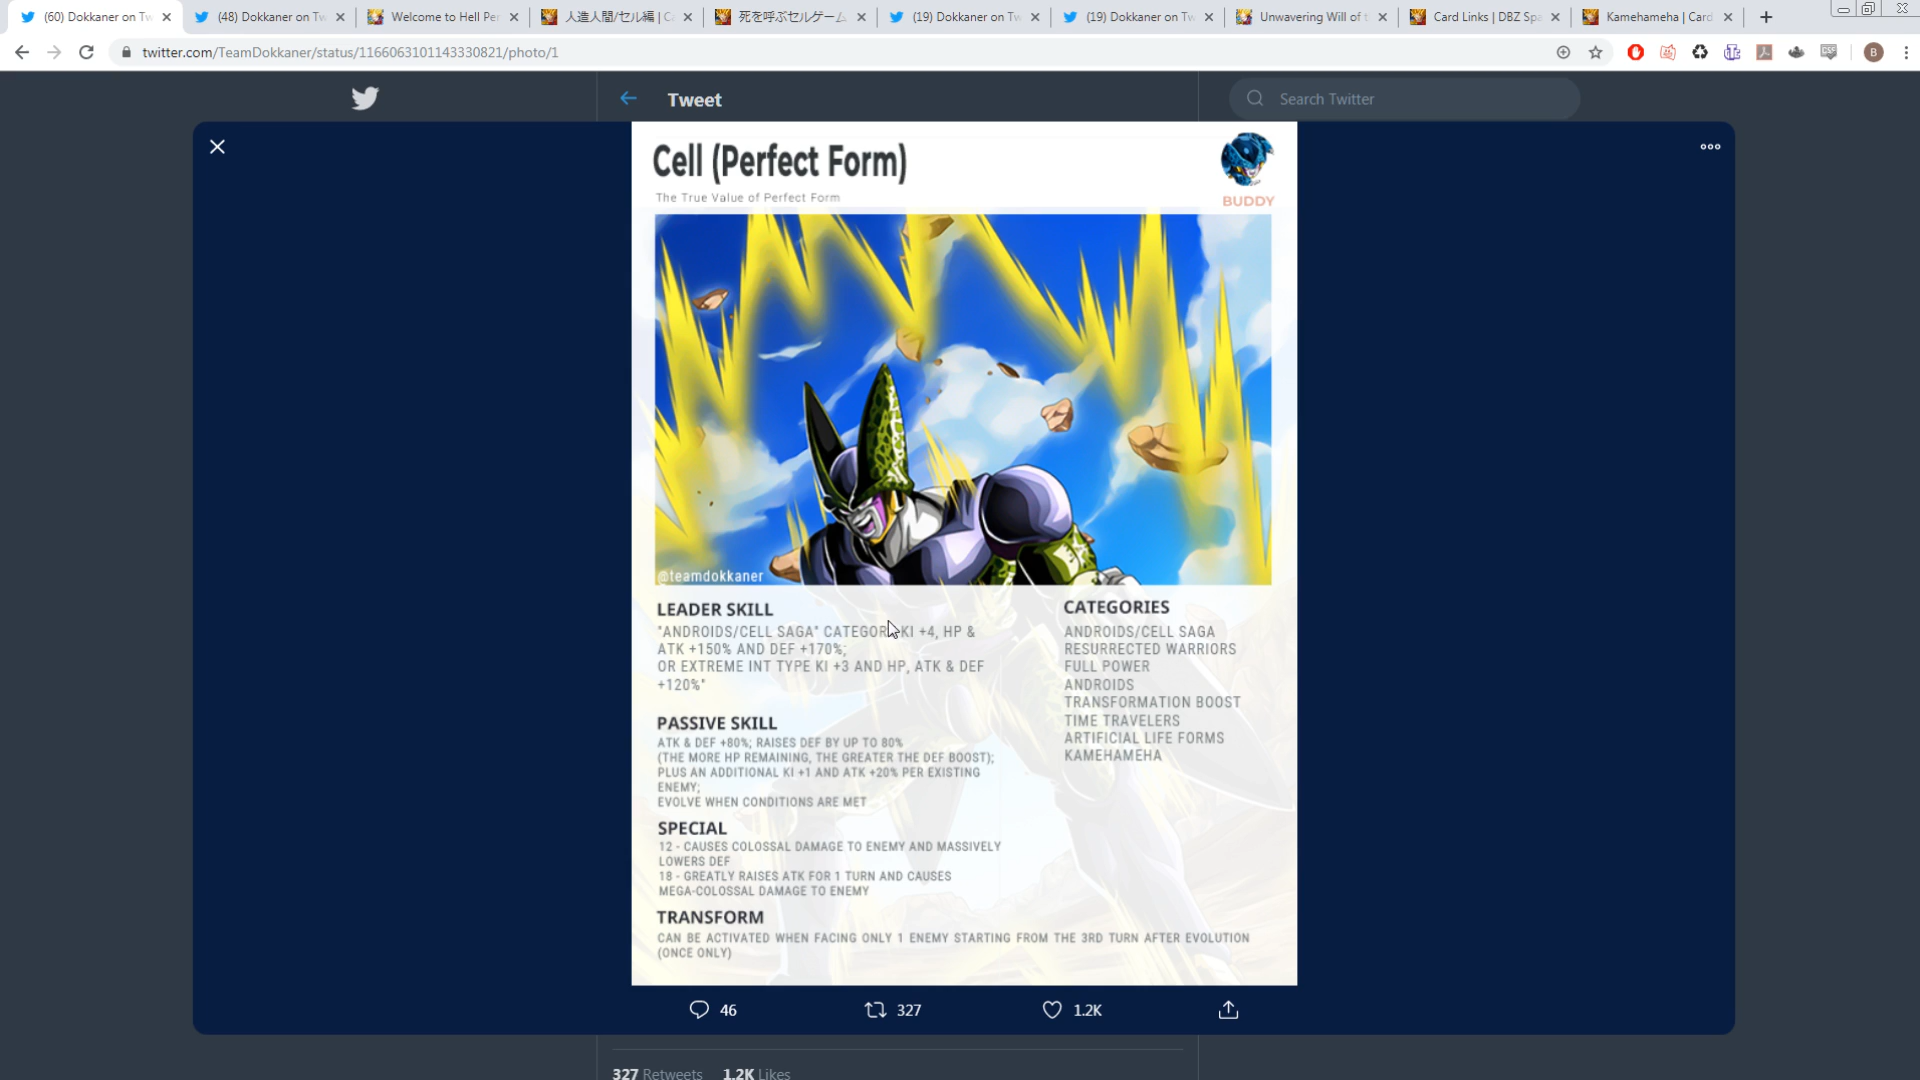 (60) Dokkaner on Tw
(48) Dokkaner on Tw
Welcome to Hell Per
人造人間/セル編 | C
死を呼ぶセルゲーム
(19) Dokkaner on Tw
(19) Dokkaner on Tw
Unwavering Will of t
Card Links | DBZ Spa
Kamehameha | Card
twitter.com/TeamDokkaner/status/1166063101143330821/photo/1
B
Tweet
Search Twitter
Cell (Perfect Form)
The True Value of Perfect Form
BUDDY
@teamdokkaner
LEADER SKILL
"ANDROIDS/CELL SAGA" CATEGOR KI +4, HP &
ATK +150% AND DEF +170%;
OR EXTREME INT TYPE KI +3 AND HP, ATK & DEF
+120%"
PASSIVE SKILL
ATK & DEF +80%; RAISES DEF BY UP TO 80%
(THE MORE HP REMAINING, THE GREATER THE DEF BOOST);
PLUS AN ADDITIONAL KI +1 AND ATK +20% PER EXISTING
ENEMY;
EVOLVE WHEN CONDITIONS ARE MET
SPECIAL
12 - CAUSES COLOSSAL DAMAGE TO ENEMY AND MASSIVELY
LOWERS DEF
18 - GREATLY RAISES ATK FOR 1 TURN AND CAUSES
MEGA-COLOSSAL DAMAGE TO ENEMY
TRANSFORM
CAN BE ACTIVATED WHEN FACING ONLY 1 ENEMY STARTING FROM THE 3RD TURN AFTER EVOLUTION
(ONCE ONLY)
CATEGORIES
ANDROIDS/CELL SAGA
RESURRECTED WARRIORS
FULL POWER
ANDROIDS
TRANSFORMATION BOOST
TIME TRAVELERS
ARTIFICIAL LIFE FORMS
KAMEHAMEHA
46
327
1.2K
327 Retweets 1.2K Likes